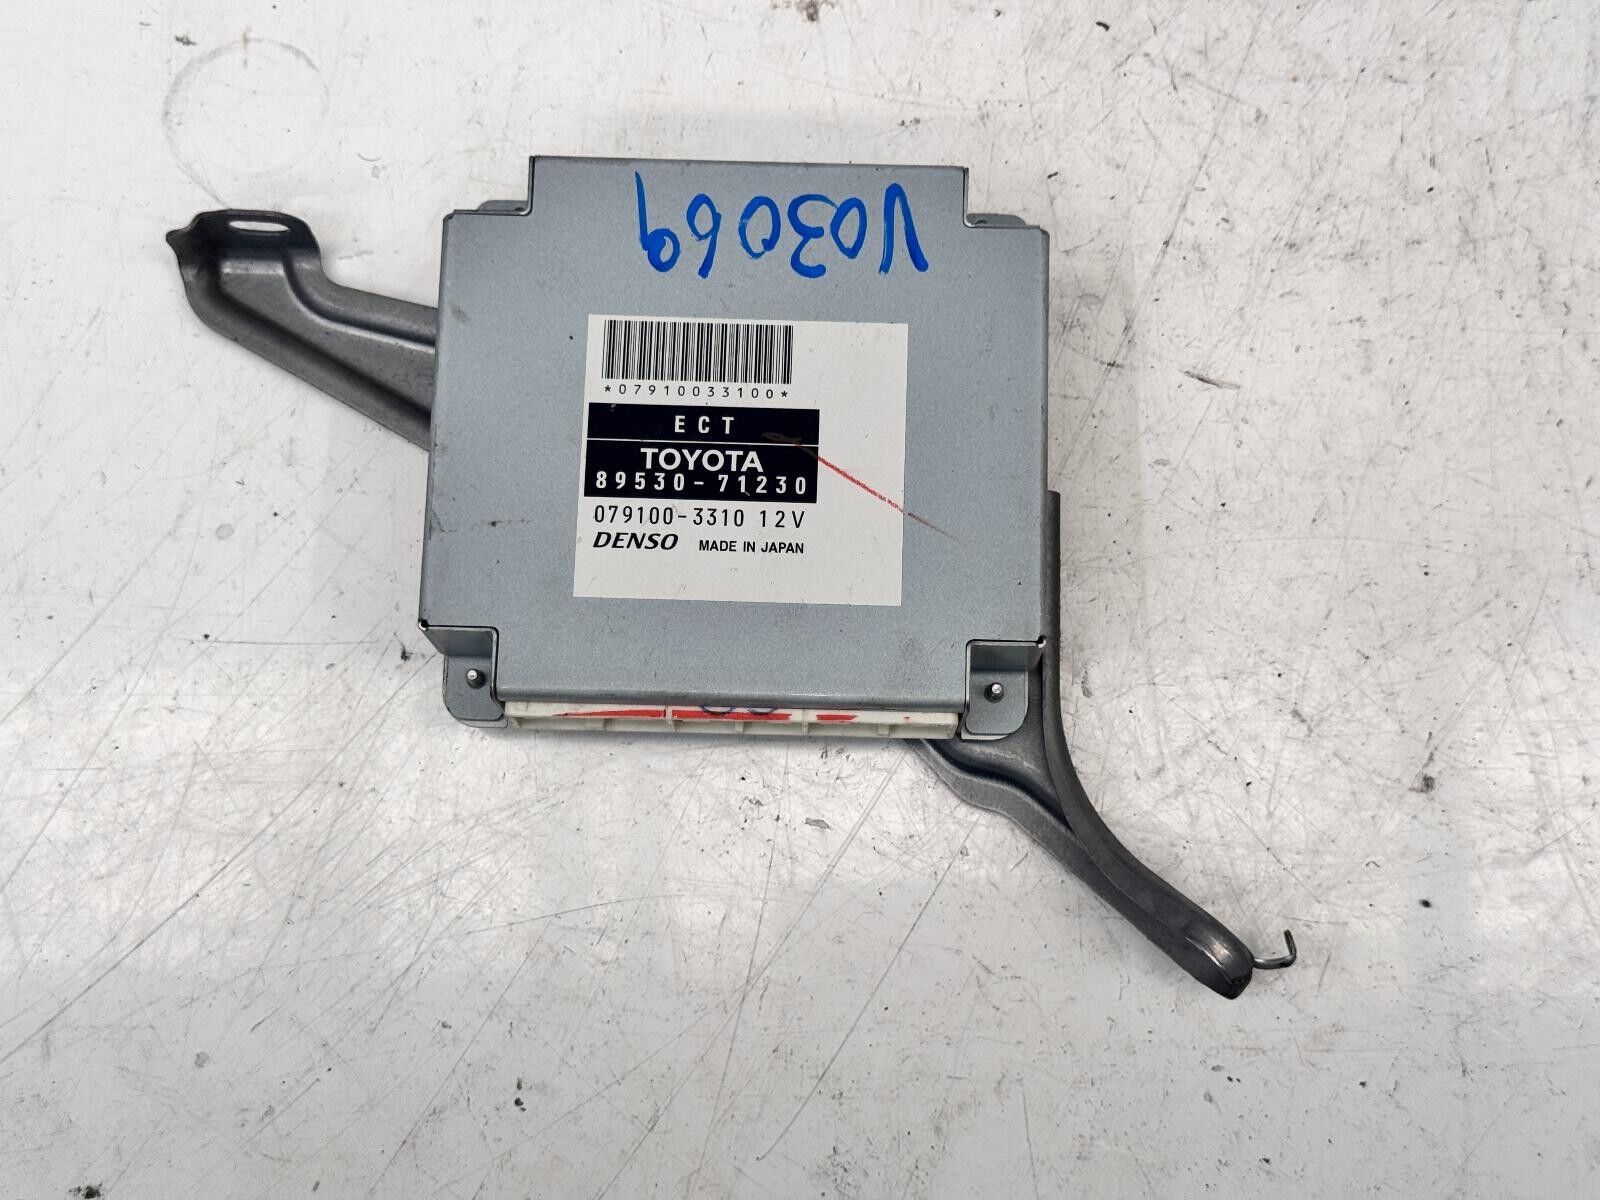 V03069
*07910033100*
ECT
TOYOTA
89530-71230
079100-3310 12V
DENSO MADE IN JAPAN